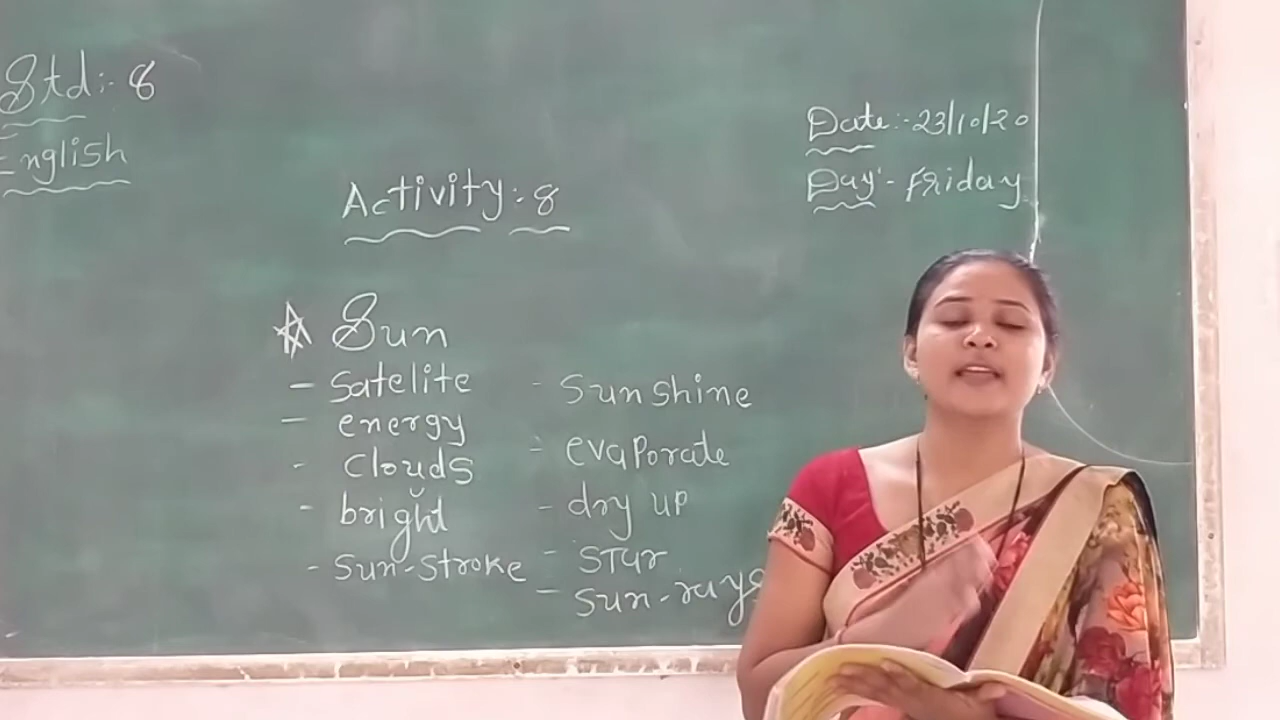 Std:- 8
English
Date:- 23/10/20
Day:- Friday
Activity:- 8
Sun
- Satelite
- energy
- Clouds
- bright
- Sun-Stroke
- Sunshine
- evaporate
- dry up
- Star
- Sun-rays